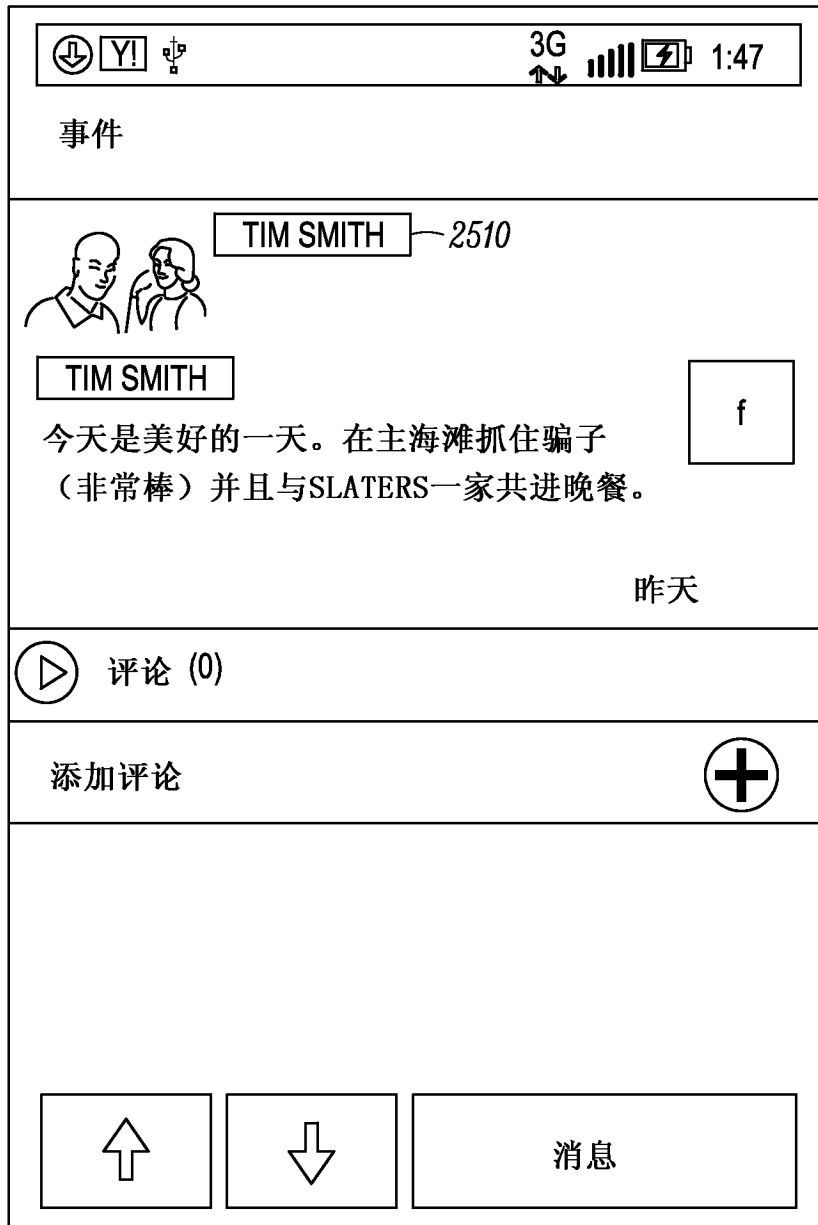 Y! 3G 1:47
事件
TIM SMITH 2510
TIM SMITH
f
今天是美好的一天。在主海滩抓住骗子
（非常棒）并且与SLATERS一家共进晚餐。
昨天
评论 (0)
添加评论
消息